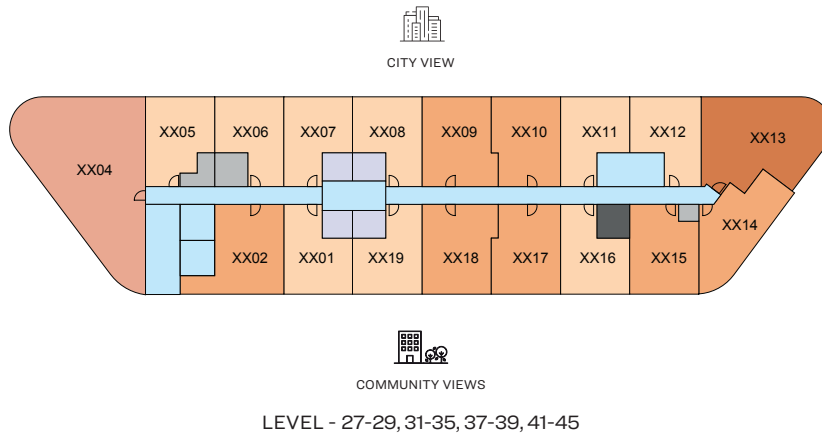 CITY VIEW
XX05 XX06 XX07 XX08 XX09 XX10 XX11 XX12 XX13
XX04
XX14
XX02 XX01 XX19 XX18 XX17 XX16 XX15
COMMUNITY VIEWS
LEVEL - 27-29, 31-35, 37-39, 41-45